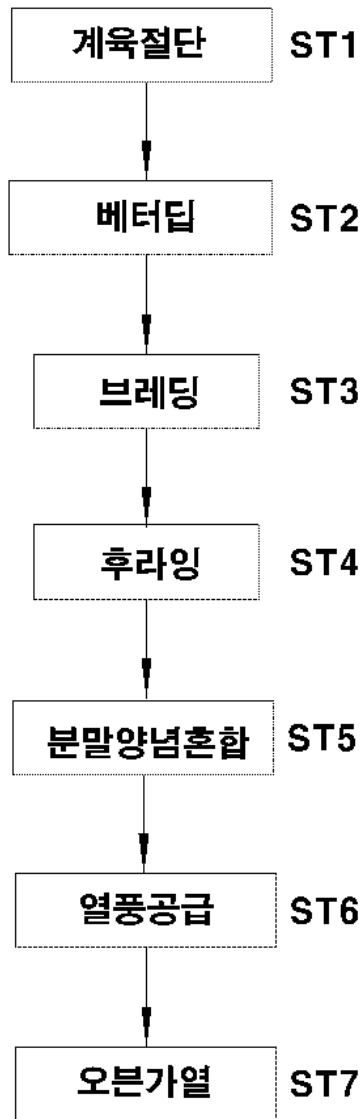 계육절단 ST1
베터딥 ST2
브레딩 ST3
후라잉 ST4
분말양념혼합 ST5
열풍공급 ST6
오븐가열 ST7